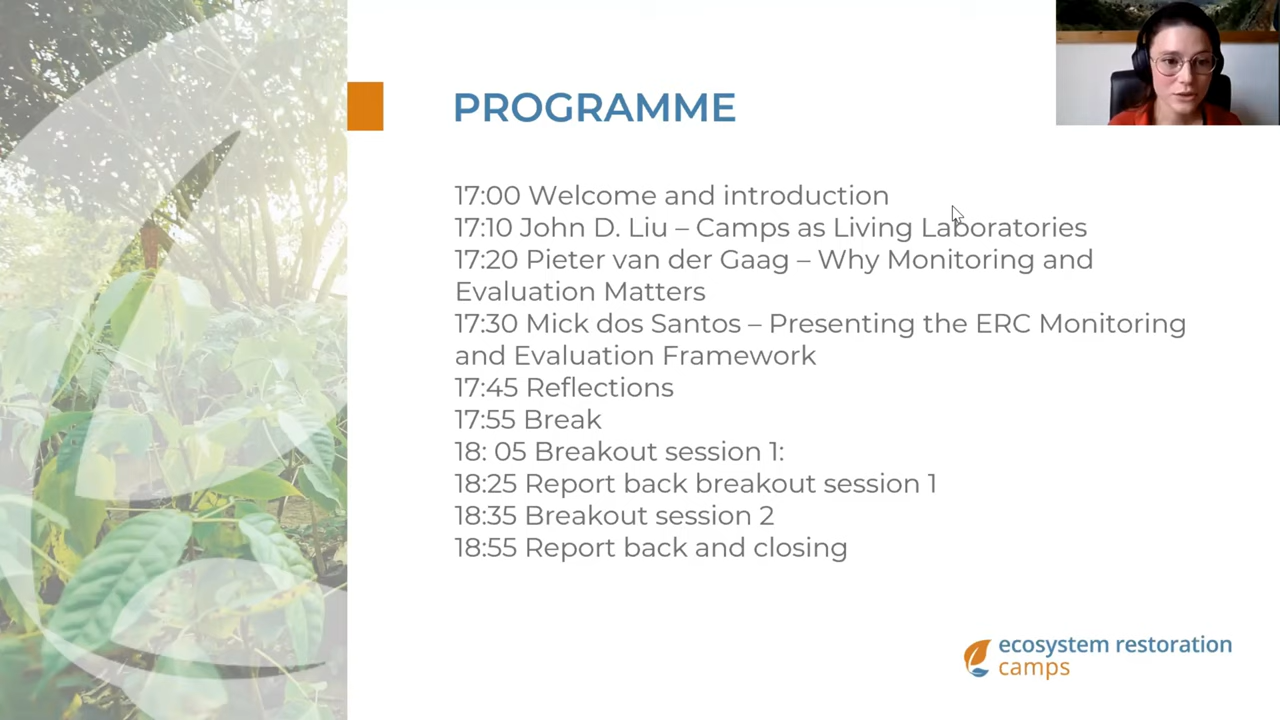 PROGRAMME
17:00 Welcome and introduction
17:10 John D. Liu – Camps as Living Laboratories
17:20 Pieter van der Gaag – Why Monitoring and
Evaluation Matters
17:30 Mick dos Santos – Presenting the ERC Monitoring
and Evaluation Framework
17:45 Reflections
17:55 Break
18: 05 Breakout session 1:
18:25 Report back breakout session 1
18:35 Breakout session 2
18:55 Report back and closing
ecosystem restoration
camps